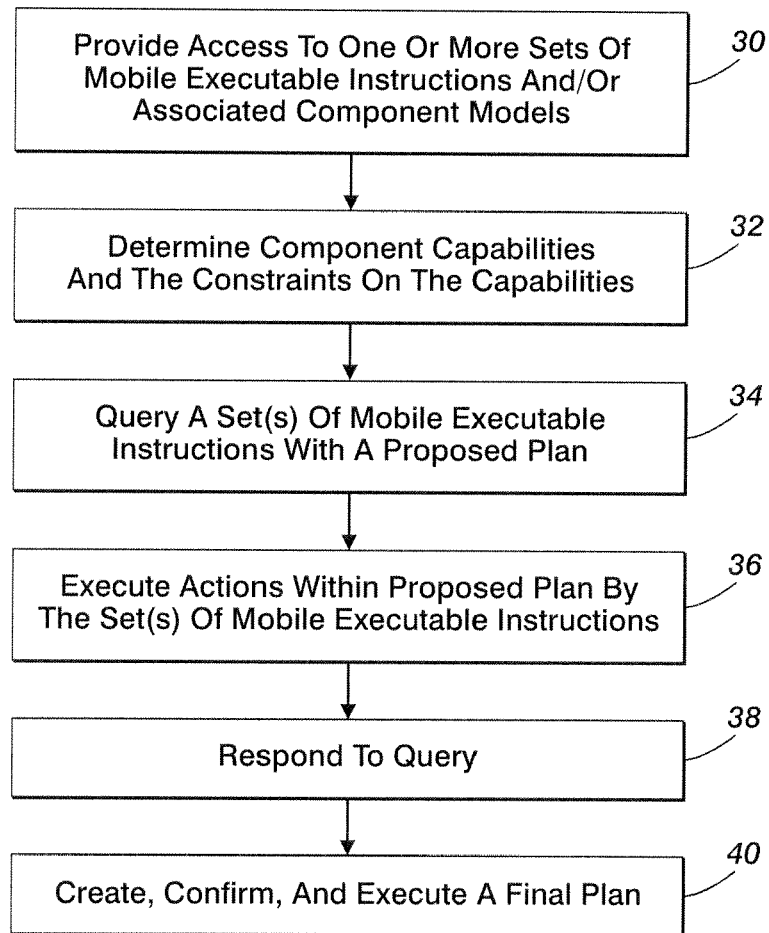 Provide Access To One Or More Sets Of
Mobile Executable Instructions And/Or
Associated Component Models
30
Determine Component Capabilities
And The Constraints On The Capabilities
32
Query A Set(s) Of Mobile Executable
Instructions With A Proposed Plan
34
Execute Actions Within Proposed Plan By
The Set(s) Of Mobile Executable Instructions
36
Respond To Query
38
Create, Confirm, And Execute A Final Plan
40